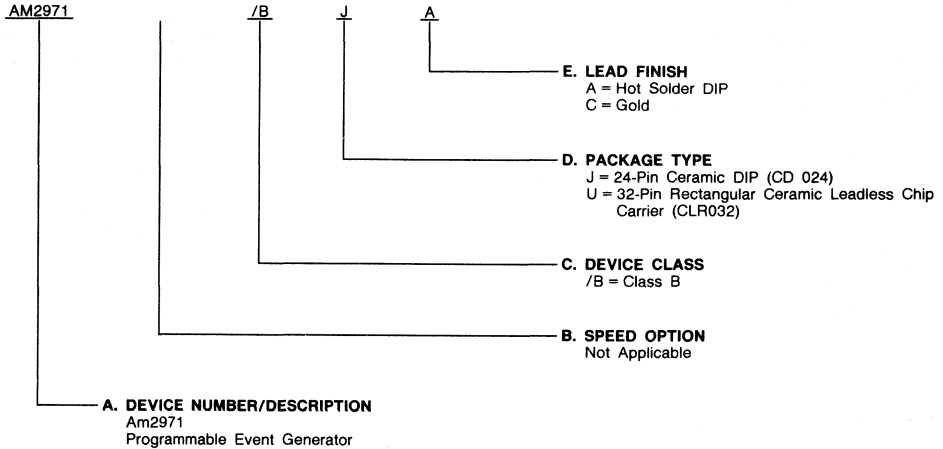 AM2971 /B J A
E. LEAD FINISH
A = Hot Solder DIP
C = Gold
D. PACKAGE TYPE
J = 24-Pin Ceramic DIP (CD 024)
U = 32-Pin Rectangular Ceramic Leadless Chip
Carrier (CLR032)
C. DEVICE CLASS
/B = Class B
B. SPEED OPTION
Not Applicable
A. DEVICE NUMBER/DESCRIPTION
Am2971
Programmable Event Generator